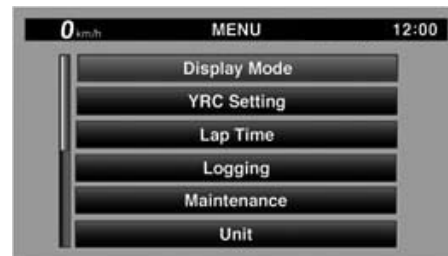 0 km/h MENU 12:00
Display Mode
YRC Setting
Lap Time
Logging
Maintenance
Unit